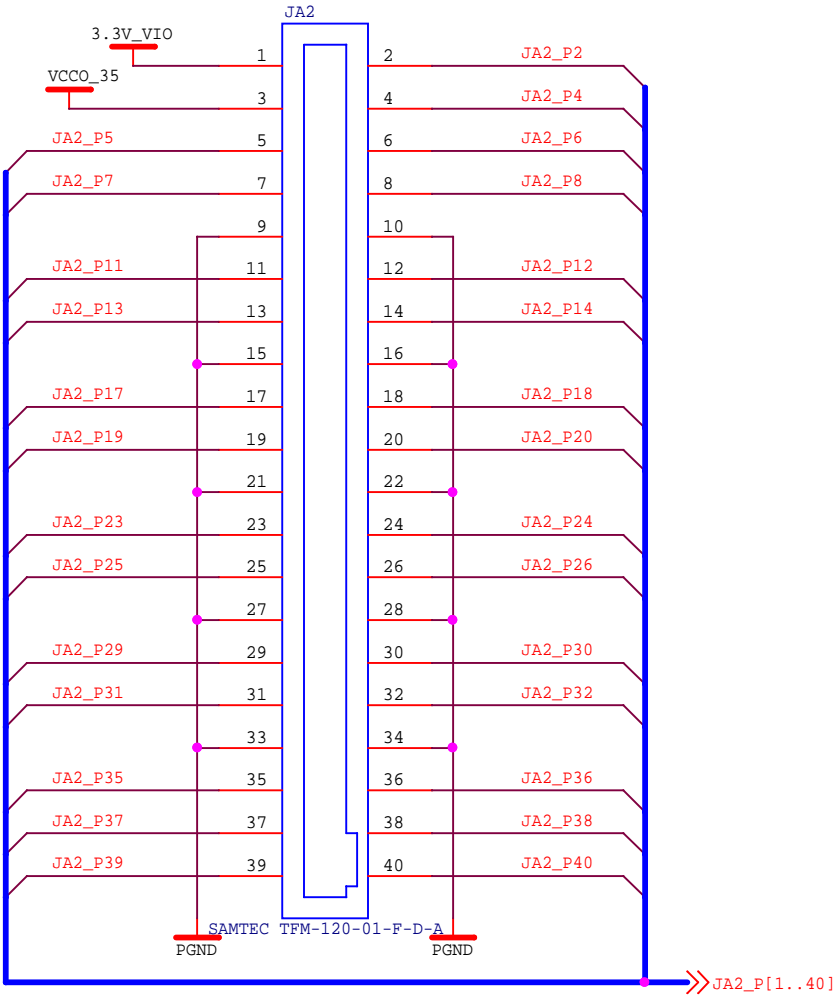 JA2
3.3V_VIO
1 2 JA2_P2
VCCO_35
3 4 JA2_P4
JA2_P5 5 6 JA2_P6
JA2_P7 7 8 JA2_P8
9 10
JA2_P11 11 12 JA2_P12
JA2_P13 13 14 JA2_P14
15 16
JA2_P17 17 18 JA2_P18
JA2_P19 19 20 JA2_P20
21 22
JA2_P23 23 24 JA2_P24
JA2_P25 25 26 JA2_P26
27 28
JA2_P29 29 30 JA2_P30
JA2_P31 31 32 JA2_P32
33 34
JA2_P35 35 36 JA2_P36
JA2_P37 37 38 JA2_P38
JA2_P39 39 40 JA2_P40
SAMTEC TFM-120-01-F-D-A
PGND PGND
JA2_P[1..40]